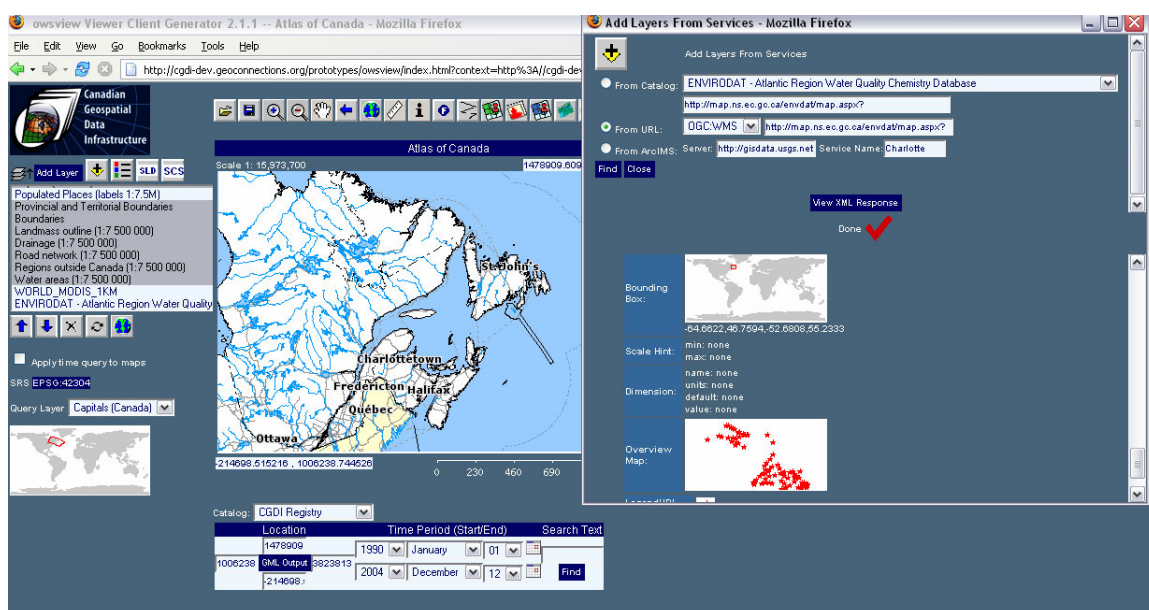 owsview Viewer Client Generator 2.1.1 -- Atlas of Canada - Mozilla Firefox
File Edit View Go Bookmarks Tools Help
http://cgdi-dev.geoconnections.org/prototypes/owsview/index.html?context=http%3A//cgdi-dev
Canadian
Geospatial
Data
Infrastructure
Atlas of Canada
Add Layer SLD SCS
Scale 1: 15,973,700 1478909.609
Populated Places (labels 1:7.5M)
Provincial and Territorial Boundaries
Boundaries
Landmass outline (1:7 500 000)
Drainage (1:7 500 000)
Road network (1:7 500 000)
Regions outside Canada (1:7 500 000)
Water areas (1:7 500 000)
WORLD_MODIS_1KM
ENVIRODAT - Atlantic Region Water Quality
Apply time query to maps
SRS EPSG:42304
Query Layer Capitals (Canada)
St. John's
Charlottetown
Fredericton Halifax
Québec
Ottawa
-214698.515216 , 1006238.744526
0 230 460 690
Catalog: CGDI Registry
Location Time Period (Start/End) Search Text
1478909
1990 January 01
1006238 GML Output 3823813
2004 December 12 Find
-214698.
Add Layers From Services - Mozilla Firefox
Add Layers From Services
From Catalog: ENVIRODAT - Atlantic Region Water Quality Chemistry Database
http://map.ns.ec.gc.ca/envdat/map.aspx?
From URL: OGC:WMS http://map.ns.ec.gc.ca/envdat/map.aspx?
From ArcIMS: Server: http://gisdata.usgs.net Service Name: Charlotte
Find Close
View XML Response
Done
Bounding
Box:
-64.6622,46.7594,-52.6808,55.2333
Scale Hint: min: none
max: none
Dimension: name: none
units: none
default: none
value: none
Overview
Map:
LegendURL